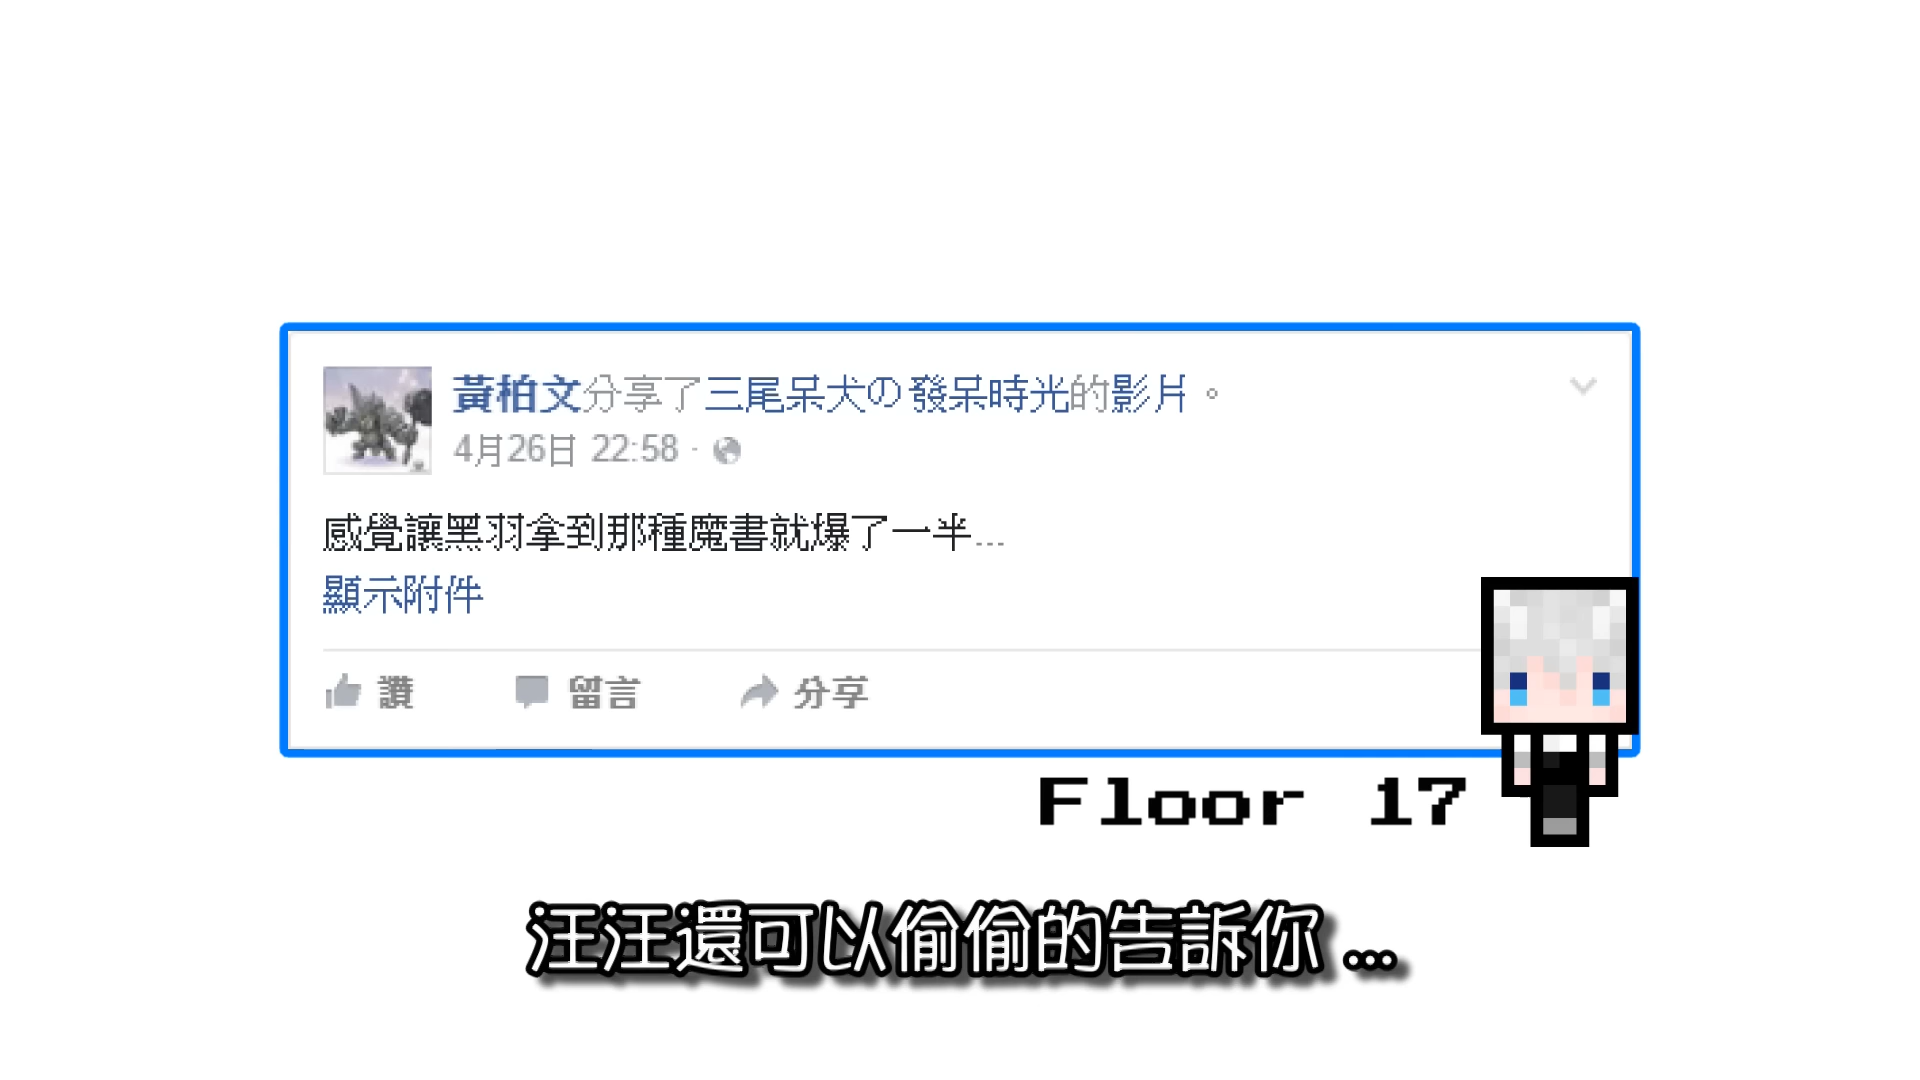 黃柏文分享了三尾呆犬の發呆時光的影片。
4月26日 22:58 ·
感覺讓黑羽拿到那種魔書就爆了一半...
顯示附件
讚 留言 分享
Floor 17
汪汪還可以偷偷的告訴你...